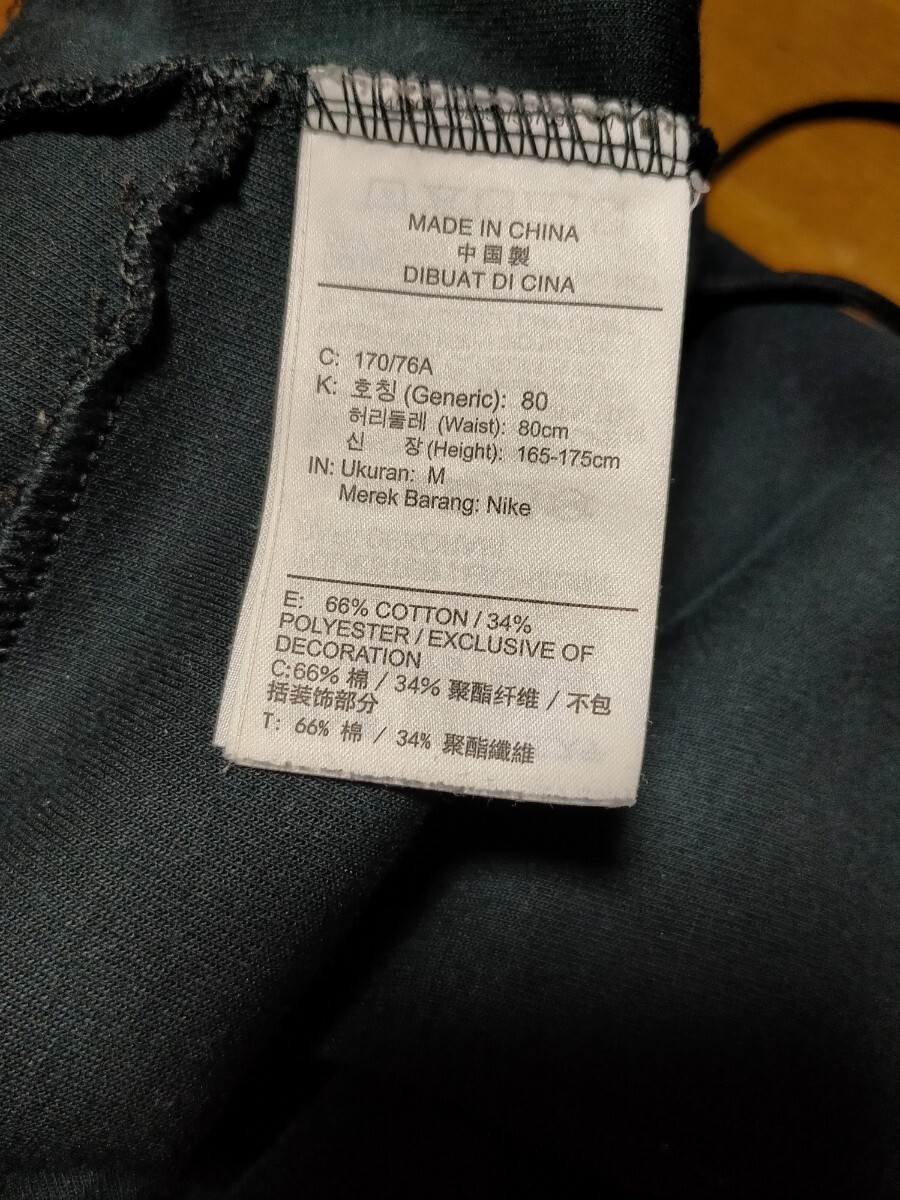 MADE IN CHINA
中国製
DIBUAT DI CINA
C: 170/76A
K: 호칭 (Generic): 80
허리둘레 (Waist): 80cm
신 장 (Height): 165-175cm
IN: Ukuran: M
Merek Barang: Nike
E: 66% COTTON / 34%
POLYESTER / EXCLUSIVE OF
DECORATION
C:66% 棉 / 34% 聚酯纤维 / 不包
括装饰部分
T: 66% 棉 / 34% 聚酯纖維